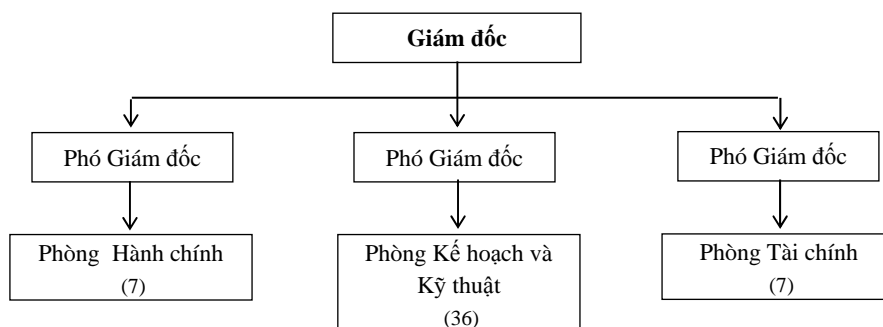 Giám đốc
Phó Giám đốc
Phó Giám đốc
Phó Giám đốc
Phòng Hành chính
(7)
Phòng Kế hoạch và
Kỹ thuật
(36)
Phòng Tài chính
(7)